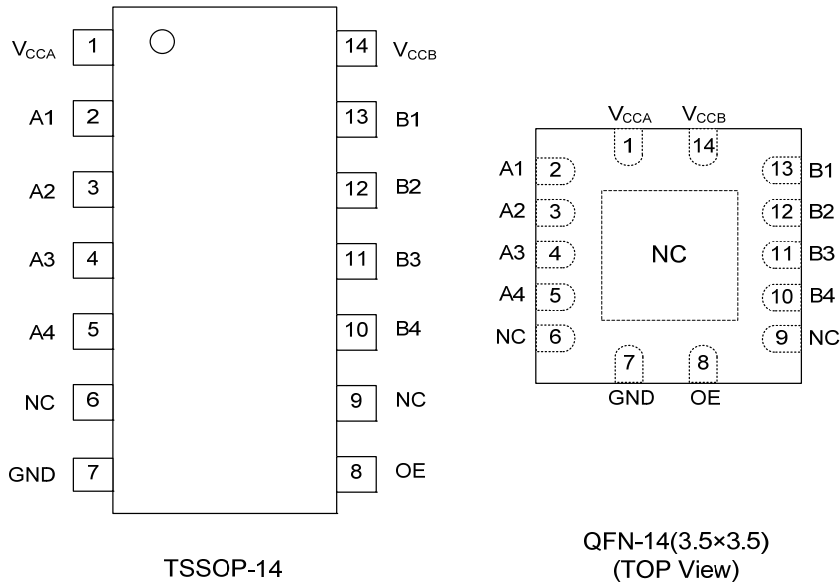 VCCA 1 14 VCCB
A1 2 13 B1
A2 3 12 B2
A3 4 11 B3
A4 5 10 B4
NC 6 9 NC
GND 7 8 OE
TSSOP-14
VCCA VCCB
1 14
A1 2 13 B1
A2 3 12 B2
A3 4 NC 11 B3
A4 5 10 B4
NC 6 9 NC
7 8
GND OE
QFN-14(3.5×3.5)
(TOP View)